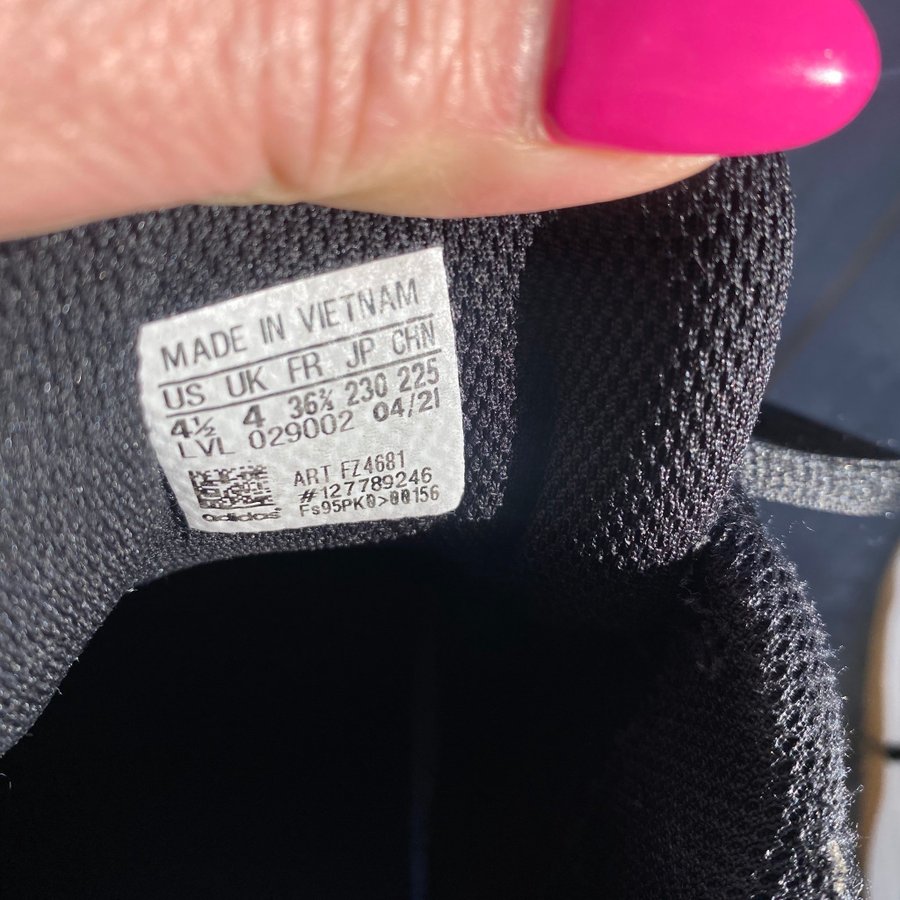 MADE IN VIETNAM
US UK FR JP CHN
4½ 4 36⅔ 230 225
LVL 029002 04/21
ART FZ4681
#127789246
Fs95PK0>00156
adidas